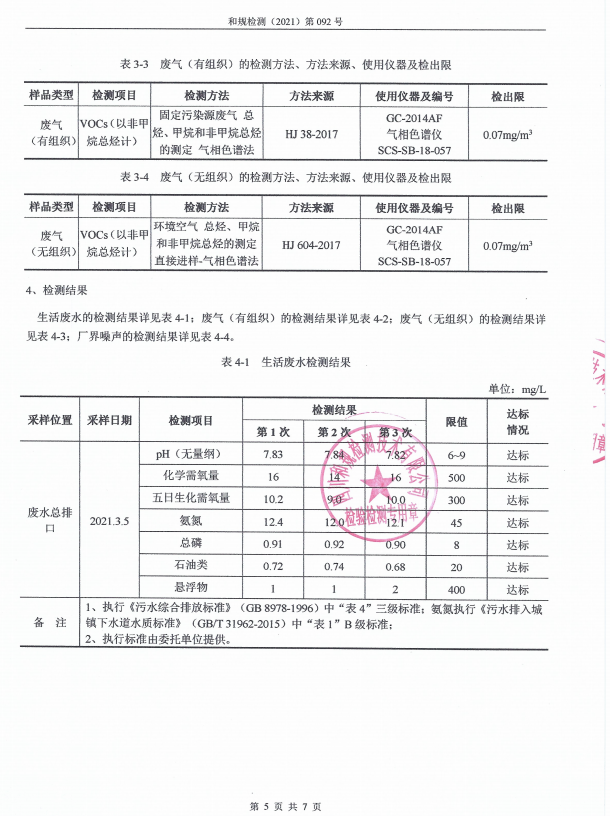 和规检测（2021）第 092 号
表 3-3 废气（有组织）的检测方法、方法来源、使用仪器及检出限
样品类型 检测项目 检测方法 方法来源 使用仪器及编号 检出限
废气
（有组织）
VOCs（以非甲
烷总烃计）
固定污染源废气 总
烃、甲烷和非甲烷总烃
的测定 气相色谱法
HJ 38-2017
GC-2014AF
气相色谱仪
SCS-SB-18-057
0.07mg/m³
表 3-4 废气（无组织）的检测方法、方法来源、使用仪器及检出限
样品类型 检测项目 检测方法 方法来源 使用仪器及编号 检出限
废气
（无组织）
VOCs（以非甲
烷总烃计）
环境空气 总烃、甲烷
和非甲烷总烃的测定
直接进样-气相色谱法
HJ 604-2017
GC-2014AF
气相色谱仪
SCS-SB-18-057
0.07mg/m³
4、检测结果
生活废水的检测结果详见表 4-1；废气（有组织）的检测结果详见表 4-2；废气（无组织）的检测结果详
见表 4-3；厂界噪声的检测结果详见表 4-4。
表 4-1 生活废水检测结果
单位：mg/L
采样位置 采样日期 检测项目 检测结果 限值 达标
情况
第 1 次 第 2 次 第 3 次
废水总排
口
2021.3.5
pH（无量纲） 7.83 7.84 7.82 6~9 达标
化学需氧量 16 14 16 500 达标
五日生化需氧量 10.2 9.0 10.0 300 达标
氨氮 12.4 12.0 12.1 45 达标
总磷 0.91 0.92 0.90 8 达标
石油类 0.72 0.74 0.68 20 达标
悬浮物 1 1 2 400 达标
备 注
1、执行《污水综合排放标准》（GB 8978-1996）中“表 4”三级标准；氨氮执行《污水排入城
镇下水道水质标准》（GB/T 31962-2015）中“表 1”B 级标准；
2、执行标准由委托单位提供。
四川和规检测技术有限公司
检验检测专用章
第 5 页 共 7 页